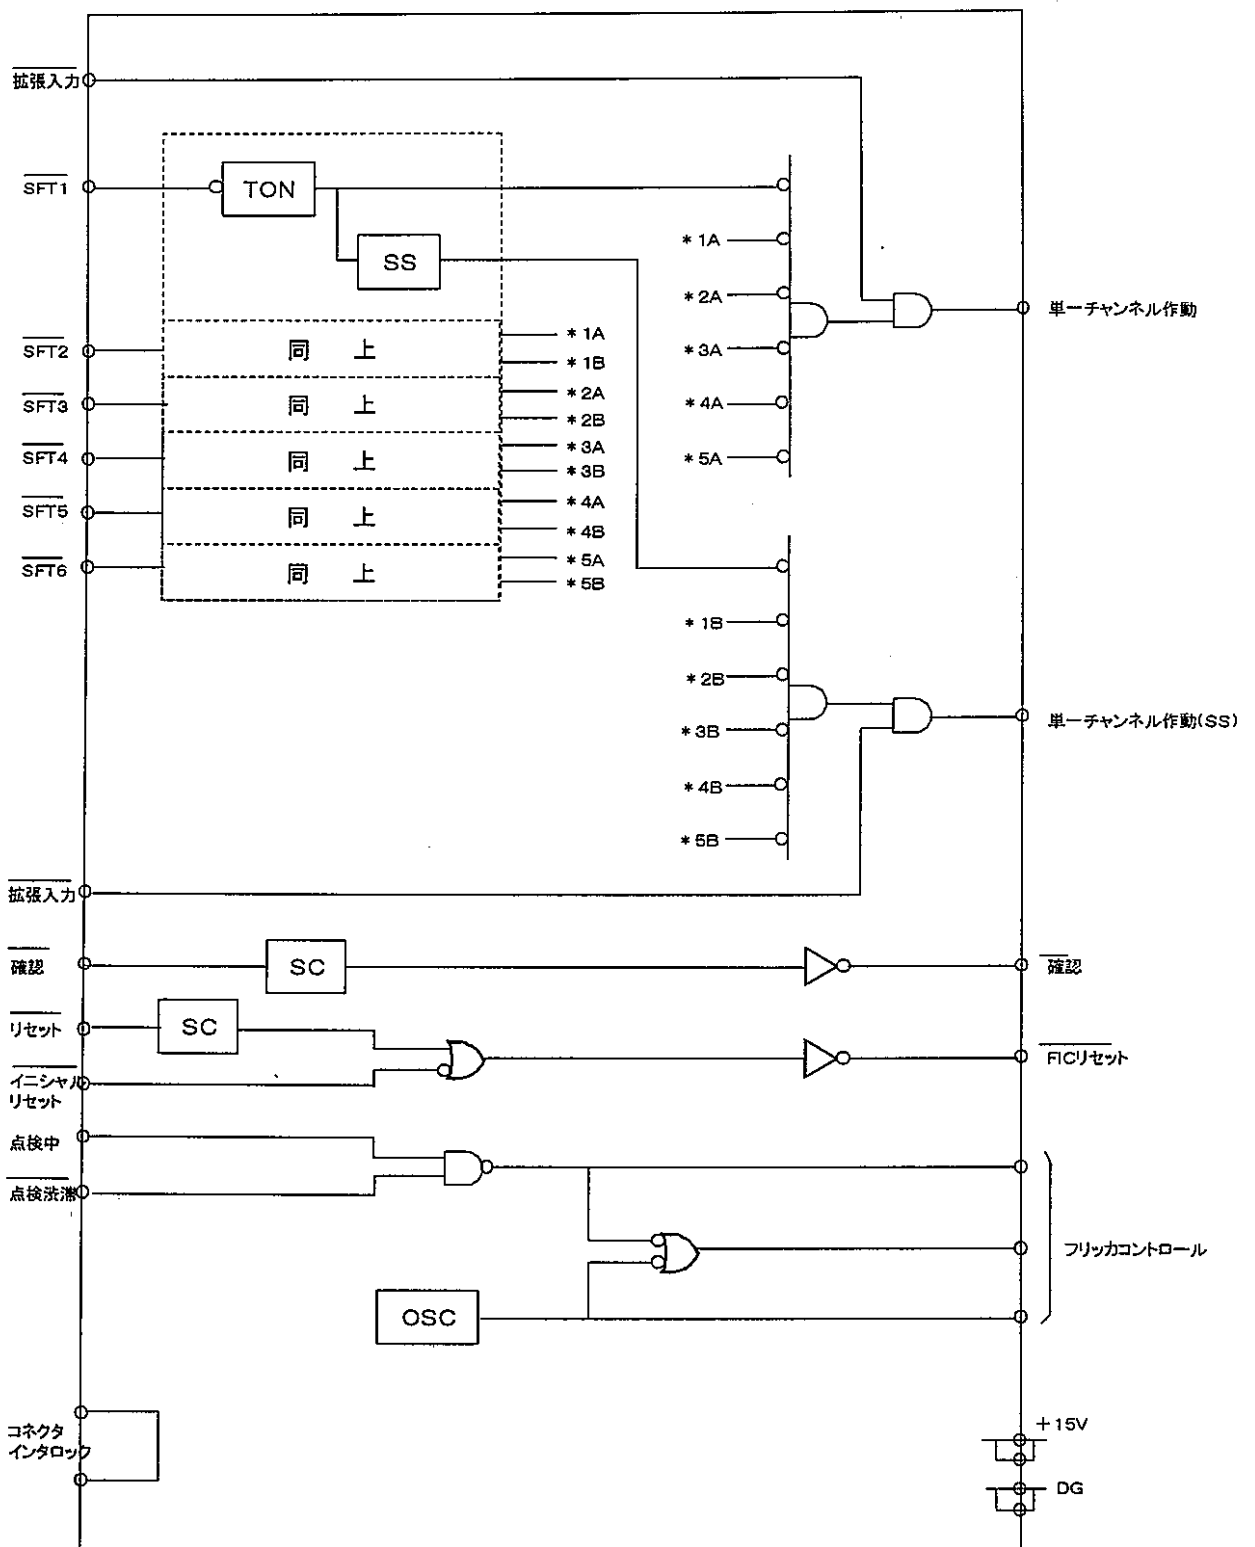 拡張入力
SFT1
TON
SS
*1A
*2A
*3A
*4A
*5A
単一チャンネル作動
SFT2
同 上
*1A
*1B
SFT3
同 上
*2A
*2B
SFT4
同 上
*3A
*3B
SFT5
同 上
*4A
*4B
SFT6
同 上
*5A
*5B
*1B
*2B
*3B
*4B
*5B
単一チャンネル作動(SS)
拡張入力
確認
SC
確認
リセット
SC
イニシャル
リセット
FICリセット
点検中
点検渋滞
フリッカコントロール
OSC
コネクタ
インタロック
+15V
DG